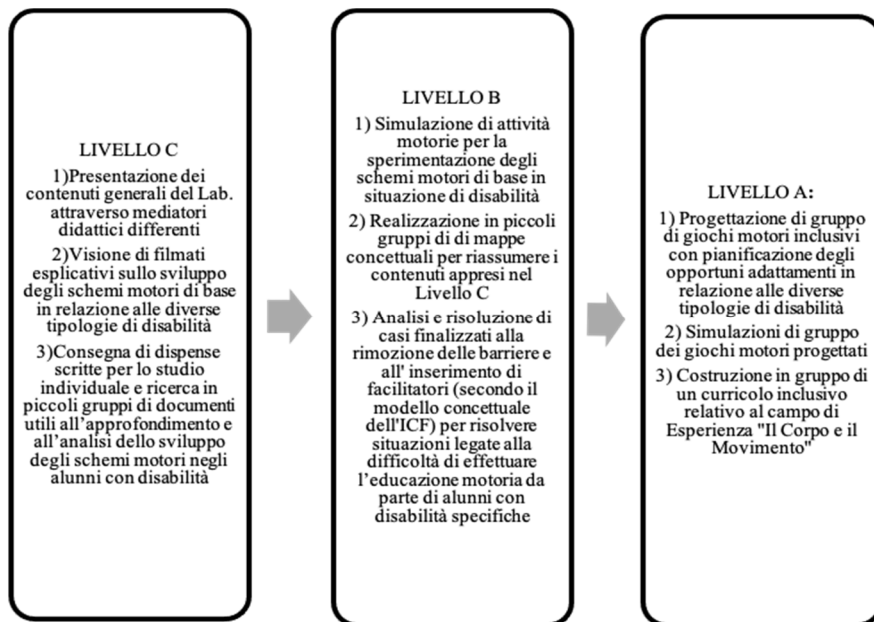 LIVELLO C
1)Presentazione dei
contenuti generali del Lab.
attraverso mediatori
didattici differenti
2)Visione di filmati
esplicativi sullo sviluppo
degli schemi motori di base
in relazione alle diverse
tipologie di disabilità
3)Consegna di dispense
scritte per lo studio
individuale e ricerca in
piccoli gruppi di documenti
utili all’approfondimento e
all’analisi dello sviluppo
degli schemi motori negli
alunni con disabilità
LIVELLO B
1) Simulazione di attività
motorie per la
sperimentazione degli
schemi motori di base in
situazione di disabilità
2) Realizzazione in piccoli
gruppi di di mappe
concettuali per riassumere i
contenuti appresi nel
Livello C
3) Analisi e risoluzione di
casi finalizzati alla
rimozione delle barriere e
all' inserimento di
facilitatori (secondo il
modello concettuale
dell'ICF) per risolvere
situazioni legate alla
difficoltà di effettuare
l’educazione motoria da
parte di alunni con
disabilità specifiche
LIVELLO A:
1) Progettazione di gruppo
di giochi motori inclusivi
con pianificazione degli
opportuni adattamenti in
relazione alle diverse
tipologie di disabilità
2) Simulazioni di gruppo
dei giochi motori progettati
3) Costruzione in gruppo di
un curricolo inclusivo
relativo al campo di
Esperienza "Il Corpo e il
Movimento"